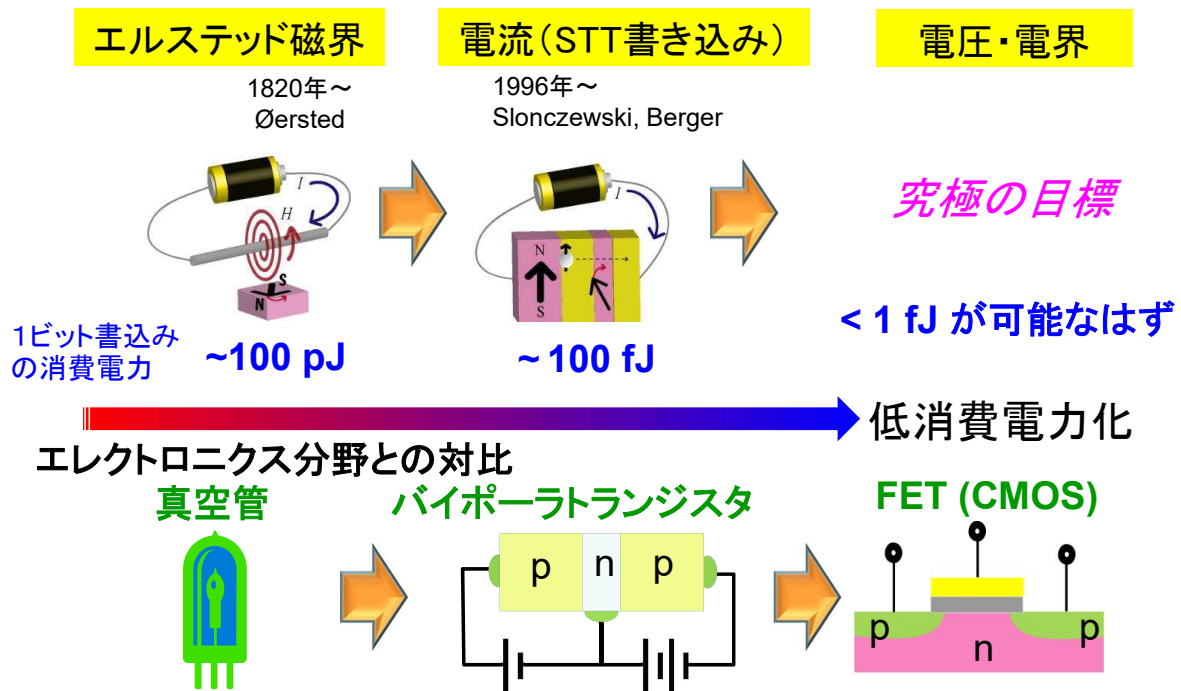 エルステッド磁界
電流(STT書き込み)
電圧・電界
1820年～
Øersted
1996年～
Slonczewski, Berger
I
H
S
N
I
N
S
究極の目標
1ビット書込み
の消費電力
~100 pJ
~ 100 fJ
< 1 fJ が可能なはず
低消費電力化
エレクトロニクス分野との対比
真空管
バイポーラトランジスタ
FET (CMOS)
p n p
p n p